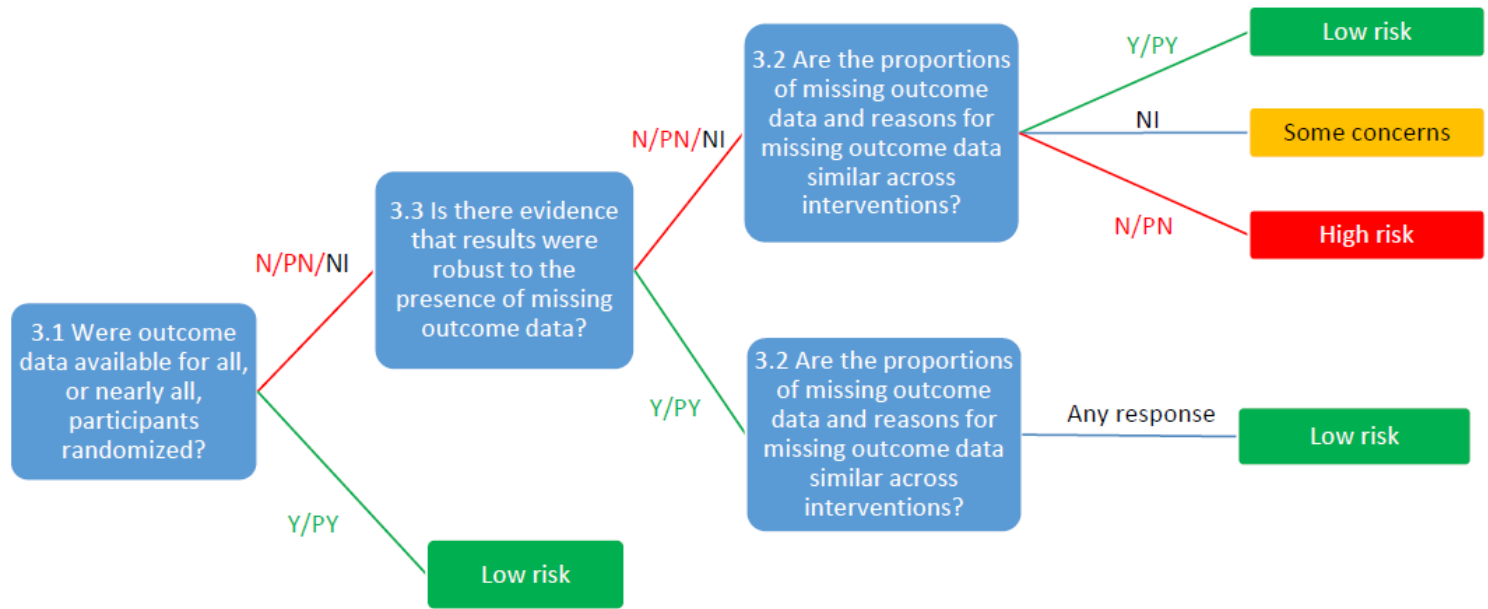 3.1 Were outcome
data available for all,
or nearly all,
participants
randomized?
N/PN/NI
Y/PY
Low risk
3.3 Is there evidence
that results were
robust to the
presence of missing
outcome data?
N/PN/NI
Y/PY
3.2 Are the proportions
of missing outcome
data and reasons for
missing outcome data
similar across
interventions?
Y/PY
Low risk
NI
Some concerns
N/PN
High risk
3.2 Are the proportions
of missing outcome
data and reasons for
missing outcome data
similar across
interventions?
Any response
Low risk